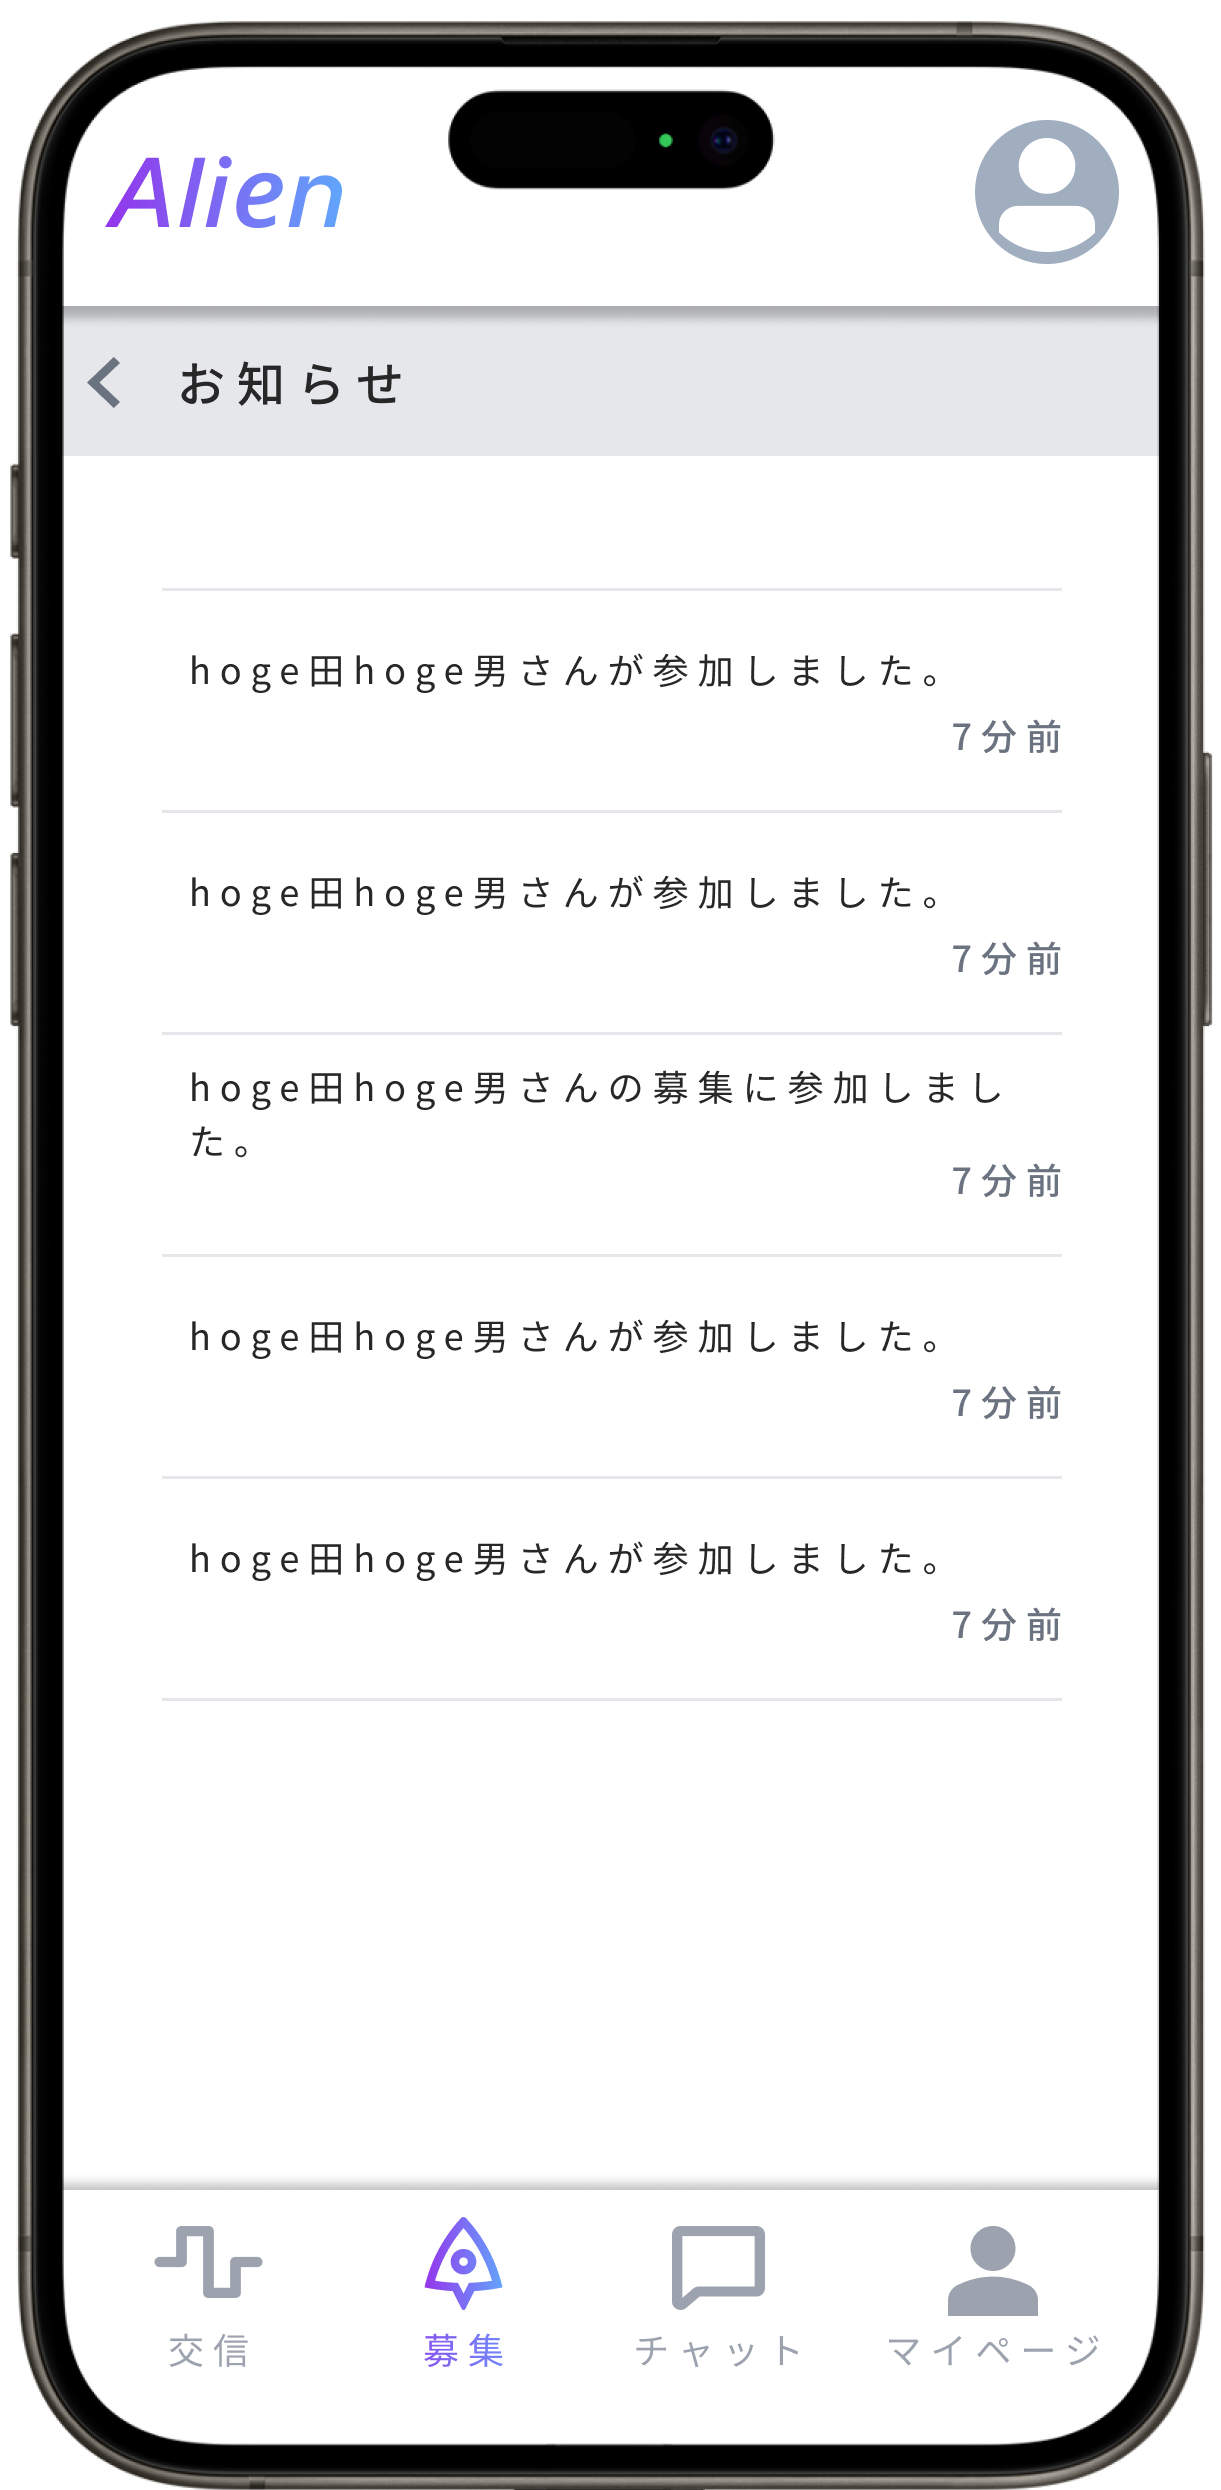 Alien
お知らせ
hoge田hoge男さんが参加しました。
7分前
hoge田hoge男さんが参加しました。
7分前
hoge田hoge男さんの募集に参加しまし
た。
7分前
hoge田hoge男さんが参加しました。
7分前
hoge田hoge男さんが参加しました。
7分前
交信 募集 チャット マイページ